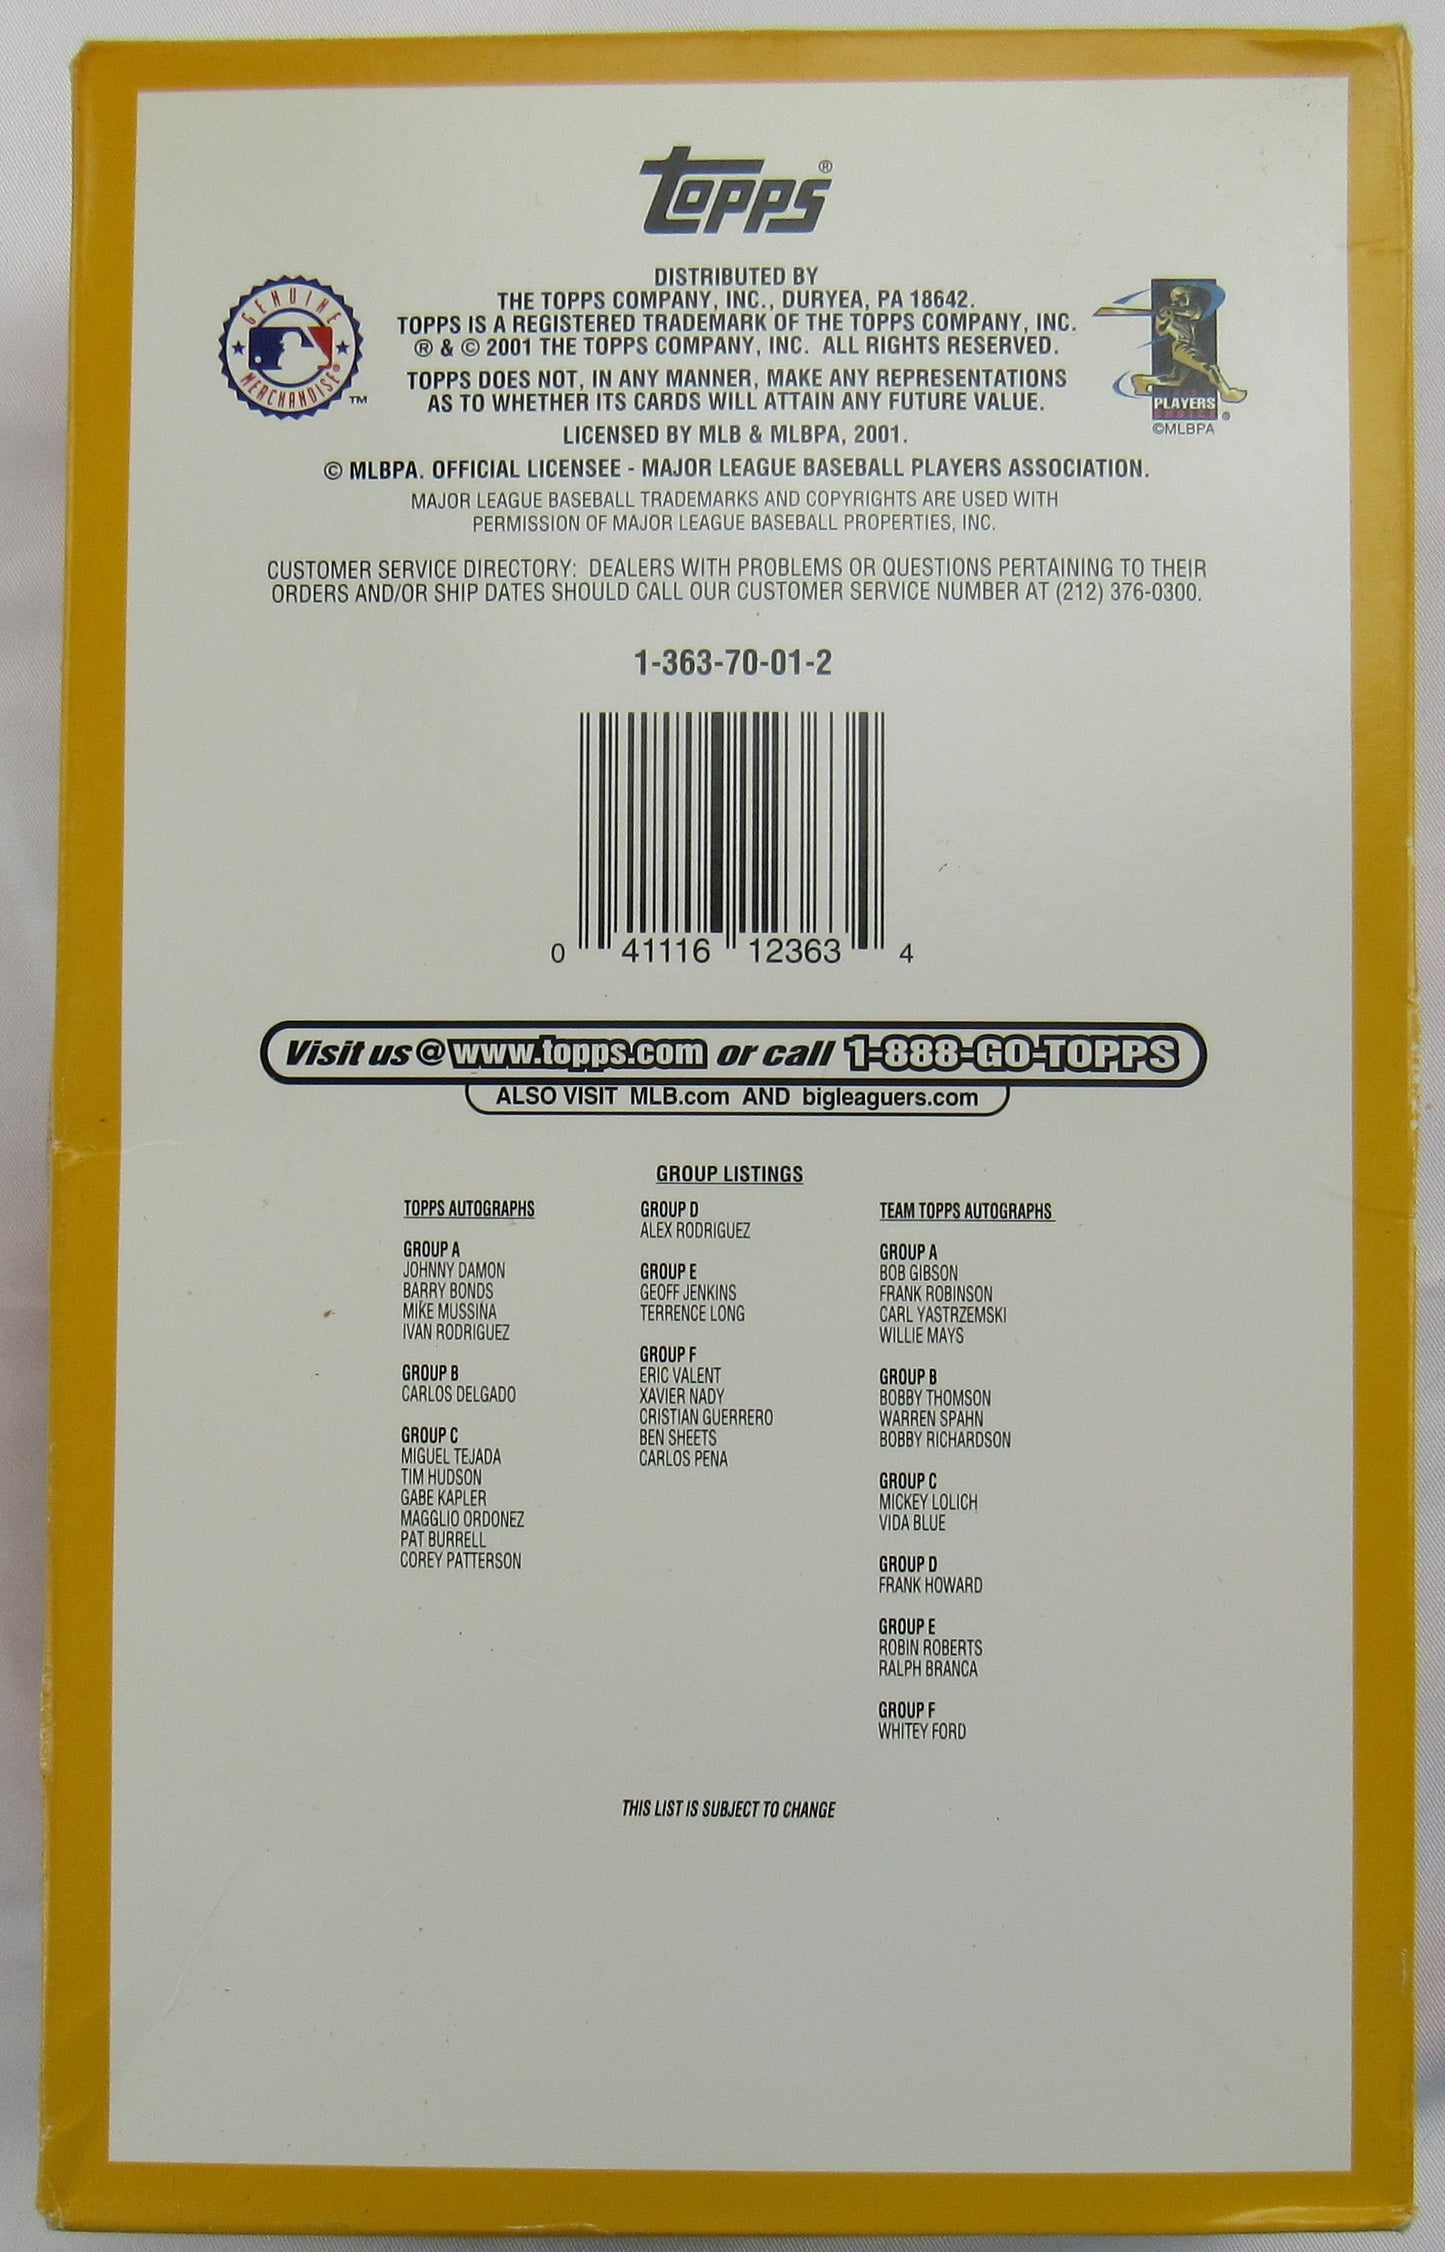 topps®
DISTRIBUTED BY
THE TOPPS COMPANY, INC., DURYEA, PA 18642.
TOPPS IS A REGISTERED TRADEMARK OF THE TOPPS COMPANY, INC.
® & © 2001 THE TOPPS COMPANY, INC. ALL RIGHTS RESERVED.
TOPPS DOES NOT, IN ANY MANNER, MAKE ANY REPRESENTATIONS
AS TO WHETHER ITS CARDS WILL ATTAIN ANY FUTURE VALUE.
LICENSED BY MLB & MLBPA, 2001.
GENUINE
MERCHANDISE®
™
PLAYERS
CHOICE®
©MLBPA
© MLBPA. OFFICIAL LICENSEE - MAJOR LEAGUE BASEBALL PLAYERS ASSOCIATION.
MAJOR LEAGUE BASEBALL TRADEMARKS AND COPYRIGHTS ARE USED WITH
PERMISSION OF MAJOR LEAGUE BASEBALL PROPERTIES, INC.
CUSTOMER SERVICE DIRECTORY: DEALERS WITH PROBLEMS OR QUESTIONS PERTAINING TO THEIR
ORDERS AND/OR SHIP DATES SHOULD CALL OUR CUSTOMER SERVICE NUMBER AT (212) 376-0300.
1-363-70-01-2
0 41116 12363 4
Visit us @ www.topps.com or call 1-888-GO-TOPPS
ALSO VISIT MLB.com AND bigleaguers.com
GROUP LISTINGS
TOPPS AUTOGRAPHS
GROUP A
JOHNNY DAMON
BARRY BONDS
MIKE MUSSINA
IVAN RODRIGUEZ
GROUP B
CARLOS DELGADO
GROUP C
MIGUEL TEJADA
TIM HUDSON
GABE KAPLER
MAGGLIO ORDONEZ
PAT BURRELL
COREY PATTERSON
GROUP D
ALEX RODRIGUEZ
GROUP E
GEOFF JENKINS
TERRENCE LONG
GROUP F
ERIC VALENT
XAVIER NADY
CRISTIAN GUERRERO
BEN SHEETS
CARLOS PENA
TEAM TOPPS AUTOGRAPHS
GROUP A
BOB GIBSON
FRANK ROBINSON
CARL YASTRZEMSKI
WILLIE MAYS
GROUP B
BOBBY THOMSON
WARREN SPAHN
BOBBY RICHARDSON
GROUP C
MICKEY LOLICH
VIDA BLUE
GROUP D
FRANK HOWARD
GROUP E
ROBIN ROBERTS
RALPH BRANCA
GROUP F
WHITEY FORD
THIS LIST IS SUBJECT TO CHANGE